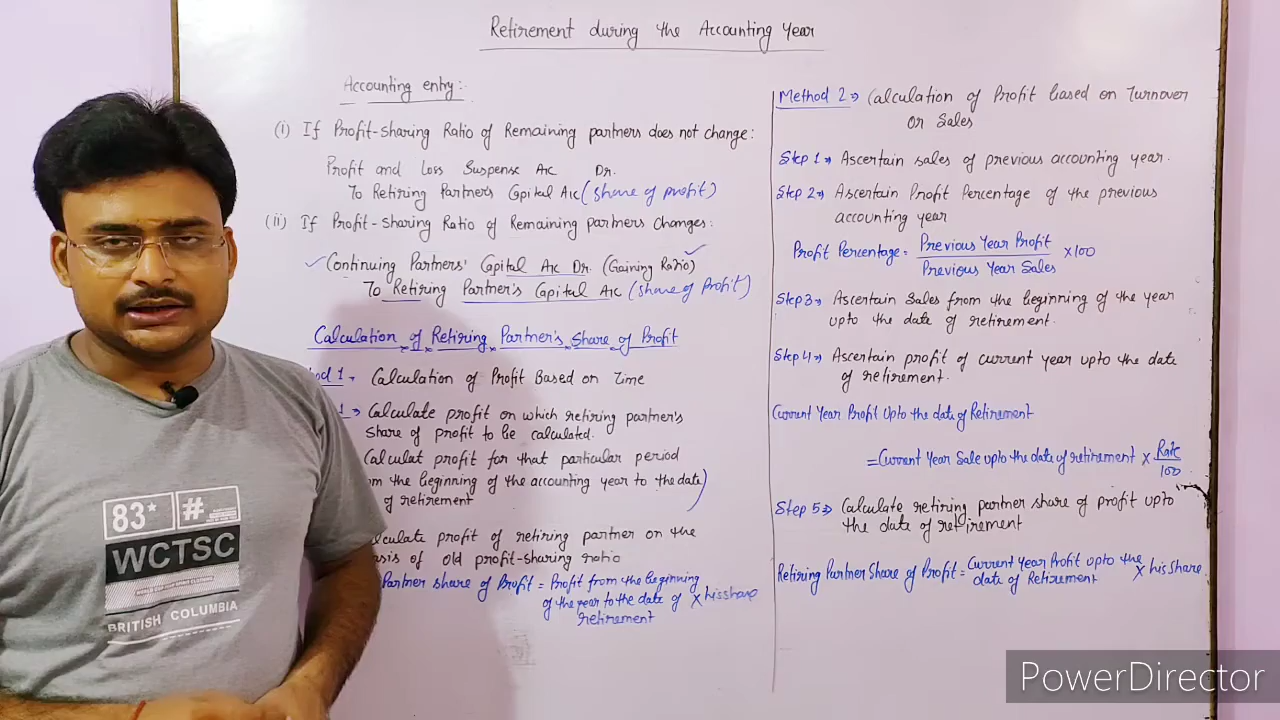 Retirement during the Accounting Year
Accounting entry:-
(i) If Profit-Sharing Ratio of Remaining partners does not change:
Profit and Loss Suspense A/c Dr.
To Retiring Partner's Capital A/c (share of profit)
(ii) If Profit-Sharing Ratio of Remaining partners Changes:
Continuing Partners' Capital A/c Dr. (Gaining Ratio)
To Retiring Partner's Capital A/c (share of Profit)
Calculation of Retiring Partner's Share of Profit
1 Calculation of Profit Based on Time
1 ⇒ Calculate profit on which retiring partner's
share of profit to be calculated.
Calculat profit for that particular period
the beginning of the accounting year to the date)
of retirement
profit of retiring partner on the
of old profit-sharing ratio
Partner share of Profit = Profit from the beginning
of the year to the date of × his share
retirement
Method 2 ⇒ Calculation of Profit based on Turnover
or Sales
Step 1 ⇒ Ascertain sales of previous accounting year.
Step 2 ⇒ Ascertain Profit Percentage of the previous
accounting year
Profit Percentage = Previous Year Profit ×100
Previous Year Sales
Step 3 ⇒ Ascertain Sales from the beginning of the year
upto the date of retirement.
Step 4 ⇒ Ascertain profit of current year upto the date
of retirement.
Current Year Profit Upto the date of Retirement
= Current Year Sale upto the date of retirement × Rate
100
Step 5 ⇒ Calculate retiring partner share of profit upto
the date of retirement
Retiring Partner Share of Profit = Current Year Profit upto the × his Share
date of Retirement
83* #
WCTSC
BRITISH COLUMBIA
PowerDirector